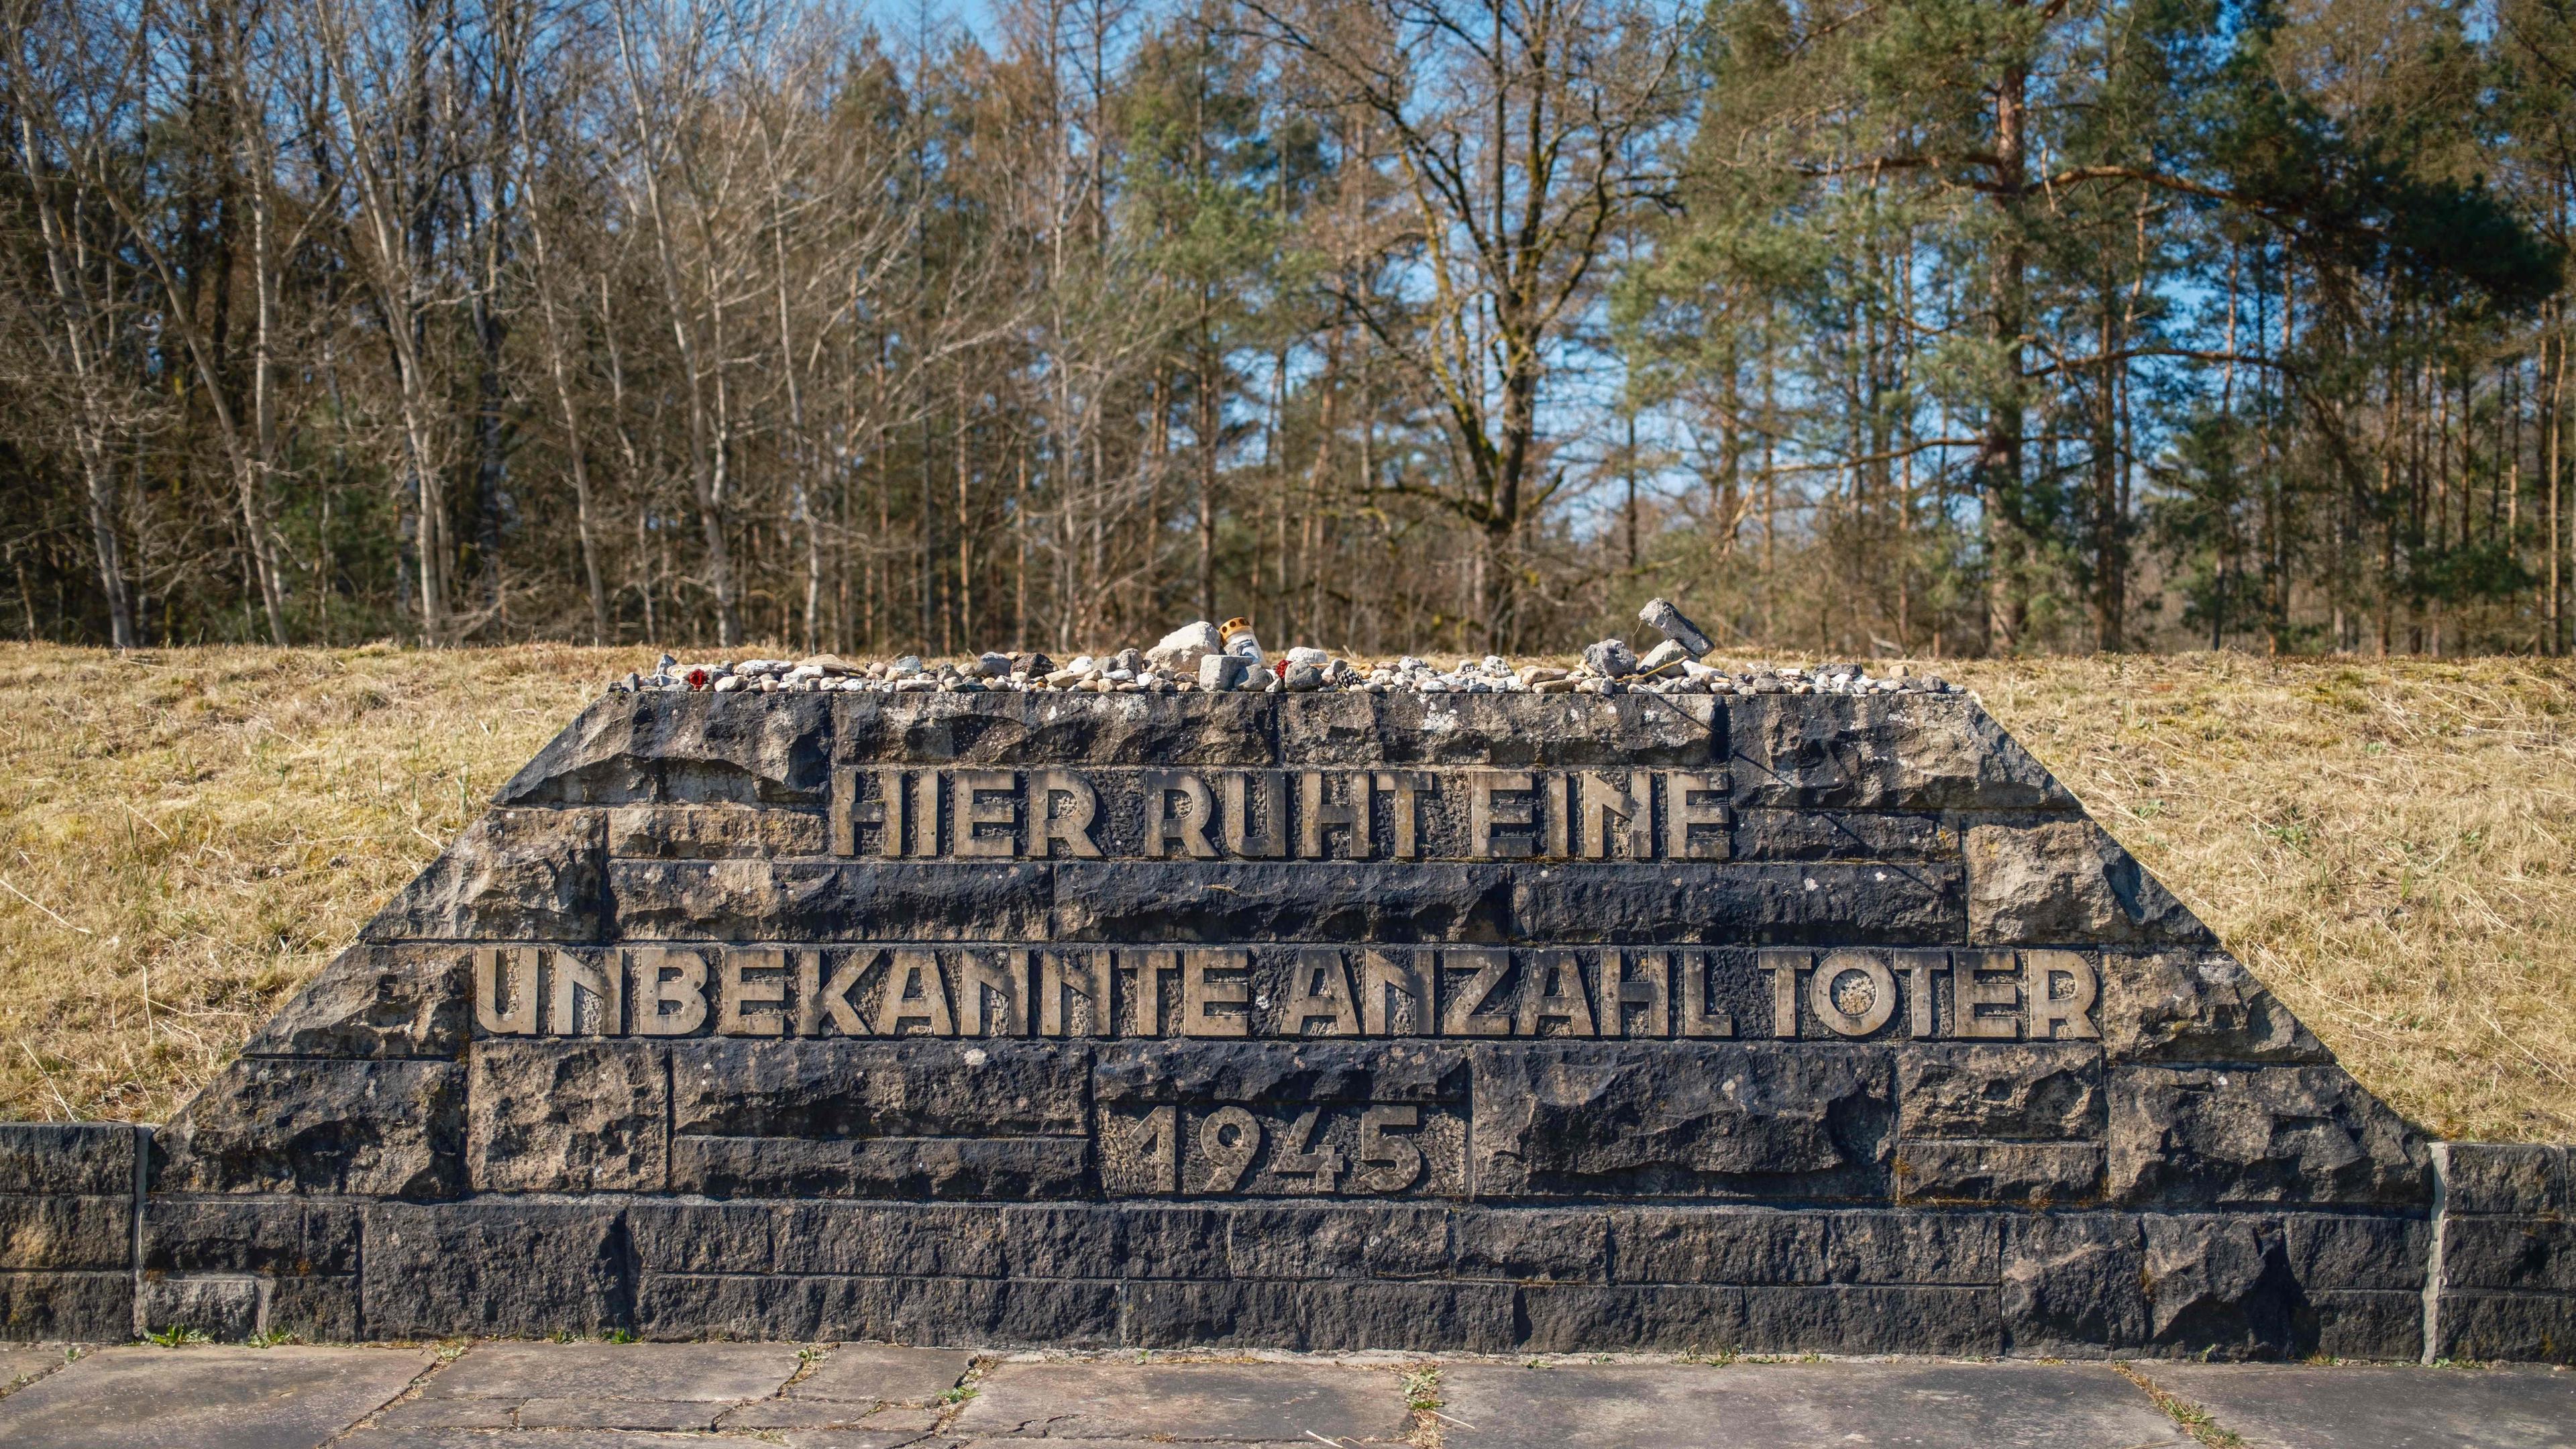 HIER RUHT EINE
UNBEKANNTE ANZAHL TOTER
1945